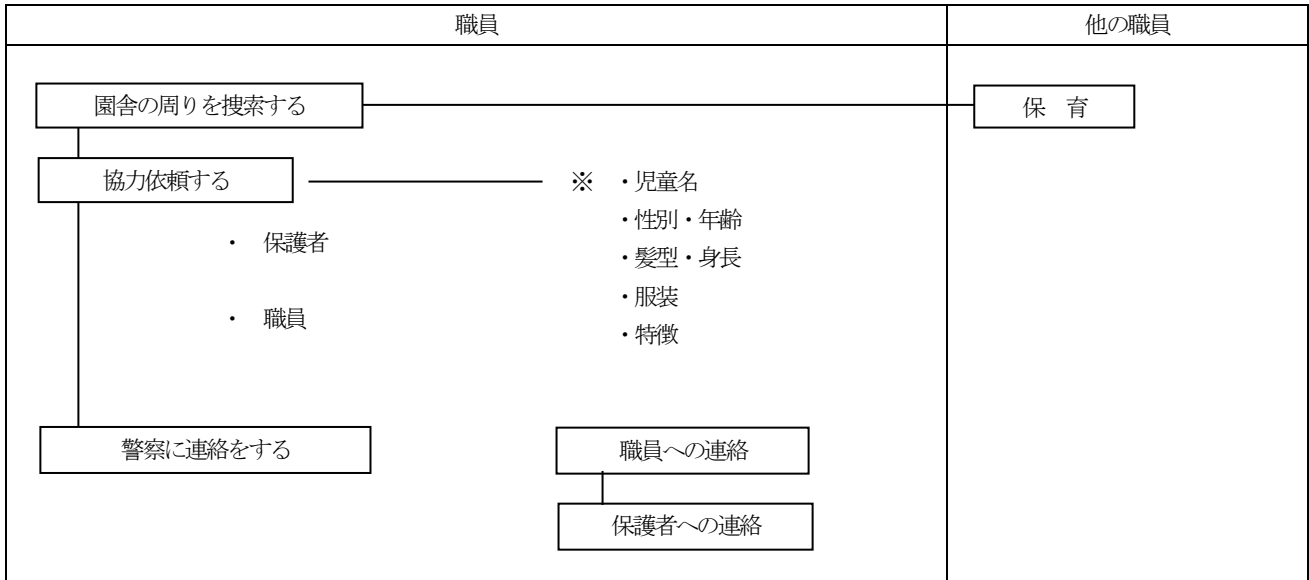 職員
他の職員
園舎の周りを捜索する
保　育
協力依頼する
※ ・児童名
・性別・年齢
・ 保護者
・髪型・身長
・服装
・ 職員
・特徴
警察に連絡をする
職員への連絡
保護者への連絡